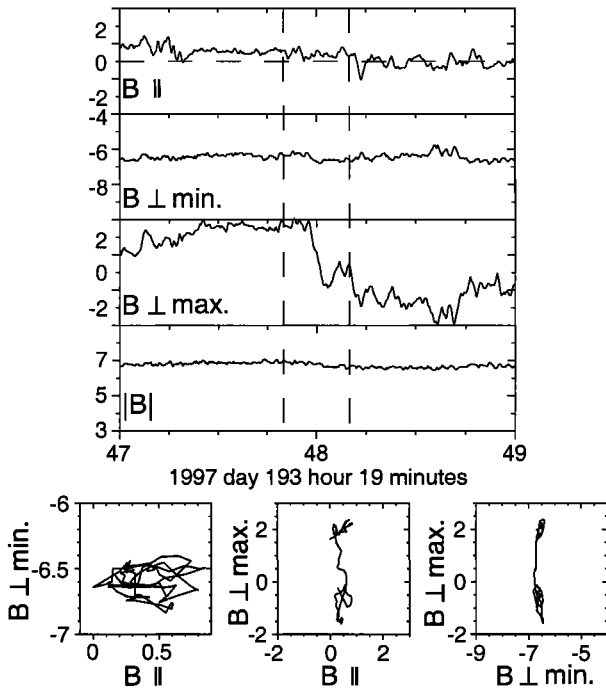 2
0
-2
B ||
-4
-6
-8
B ⊥ min.
2
0
-2
B ⊥ max.
7
5
3
|B|
47 48 49
1997 day 193 hour 19 minutes
-6
-6.5
-7
B ⊥ min.
0 0.5
B ||
2
0
-2
B ⊥ max.
-2 0 2
B ||
2
0
-2
B ⊥ max.
-9 -7 -5
B ⊥ min.